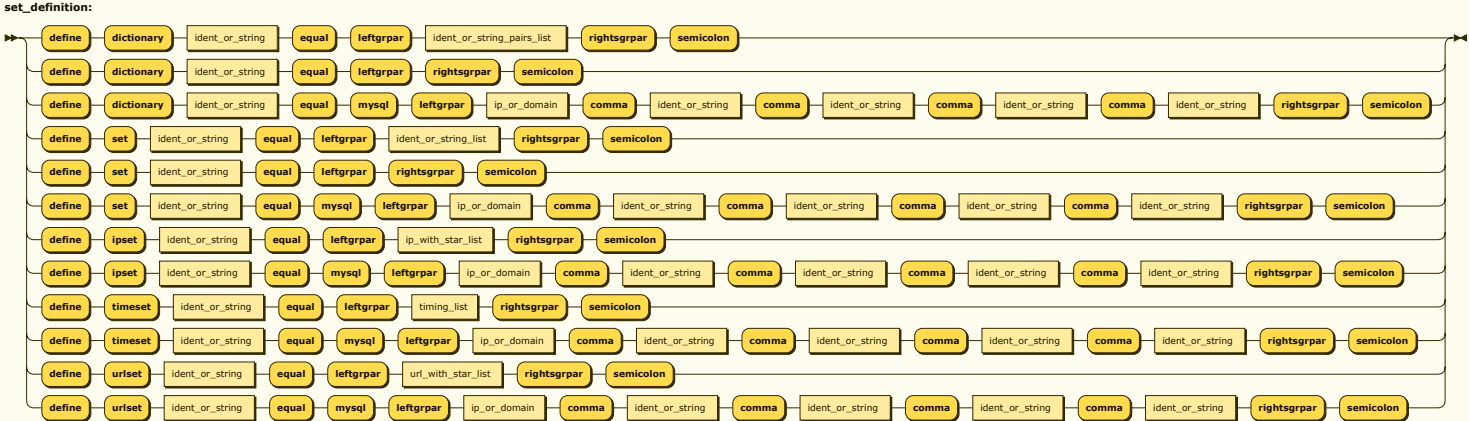 set_definition:
define dictionary ident_or_string equal leftgrpar ident_or_string_pairs_list rightsgrpar semicolon
define dictionary ident_or_string equal leftgrpar rightsgrpar semicolon
define dictionary ident_or_string equal mysql leftgrpar ip_or_domain comma ident_or_string comma ident_or_string comma ident_or_string comma ident_or_string rightsgrpar semicolon
define set ident_or_string equal leftgrpar ident_or_string_list rightsgrpar semicolon
define set ident_or_string equal leftgrpar rightsgrpar semicolon
define set ident_or_string equal mysql leftgrpar ip_or_domain comma ident_or_string comma ident_or_string comma ident_or_string comma ident_or_string rightsgrpar semicolon
define ipset ident_or_string equal leftgrpar ip_with_star_list rightsgrpar semicolon
define ipset ident_or_string equal mysql leftgrpar ip_or_domain comma ident_or_string comma ident_or_string comma ident_or_string comma ident_or_string rightsgrpar semicolon
define timeset ident_or_string equal leftgrpar timing_list rightsgrpar semicolon
define timeset ident_or_string equal mysql leftgrpar ip_or_domain comma ident_or_string comma ident_or_string comma ident_or_string comma ident_or_string rightsgrpar semicolon
define urlset ident_or_string equal leftgrpar url_with_star_list rightsgrpar semicolon
define urlset ident_or_string equal mysql leftgrpar ip_or_domain comma ident_or_string comma ident_or_string comma ident_or_string comma ident_or_string rightsgrpar semicolon